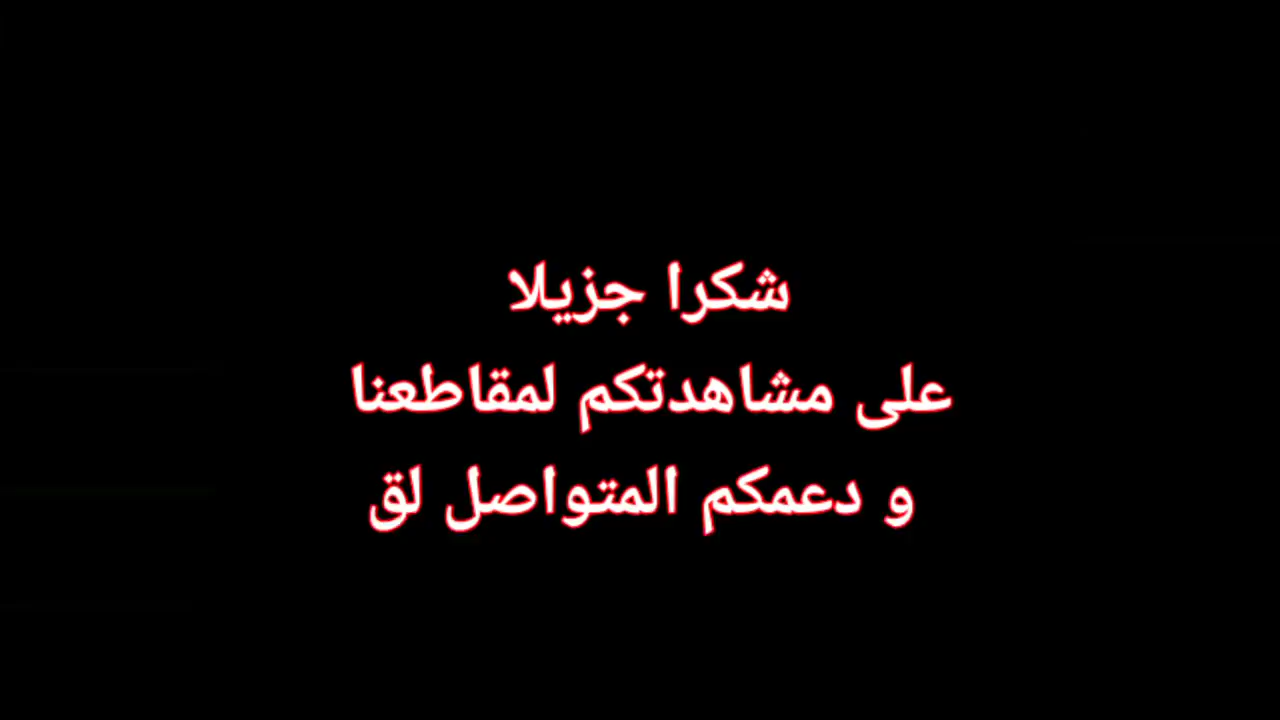 شكرا جزيلا
على مشاهدتكم لمقاطعنا
و دعمكم المتواصل لق